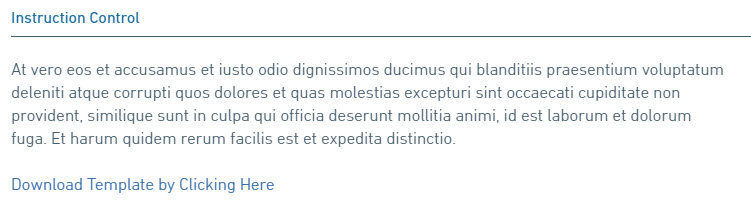 Instruction Control
At vero eos et accusamus et iusto odio dignissimos ducimus qui blanditiis praesentium voluptatum
deleniti atque corrupti quos dolores et quas molestias excepturi sint occaecati cupiditate non
provident, similique sunt in culpa qui officia deserunt mollitia animi, id est laborum et dolorum
fuga. Et harum quidem rerum facilis est et expedita distinctio.
Download Template by Clicking Here